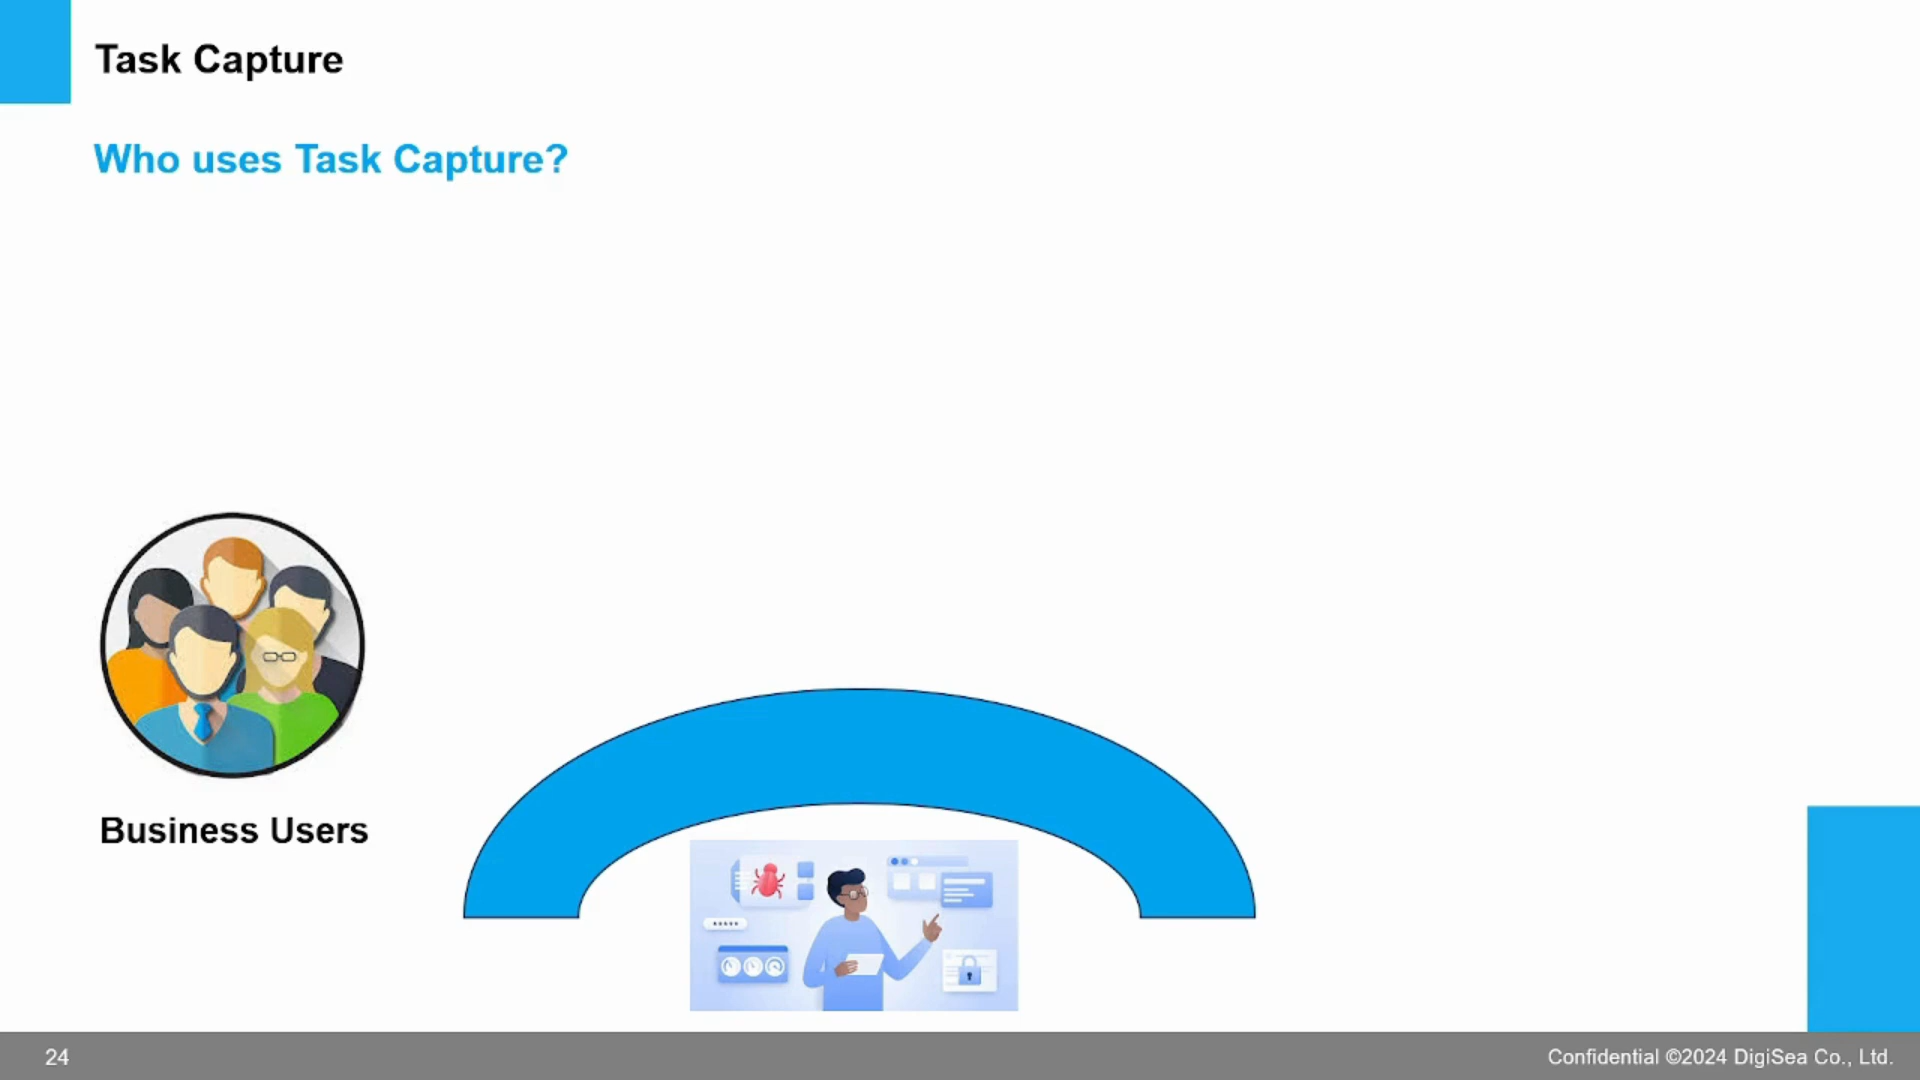 Task Capture
Who uses Task Capture?
Business Users
24
Confidential ©2024 DigiSea Co., Ltd.